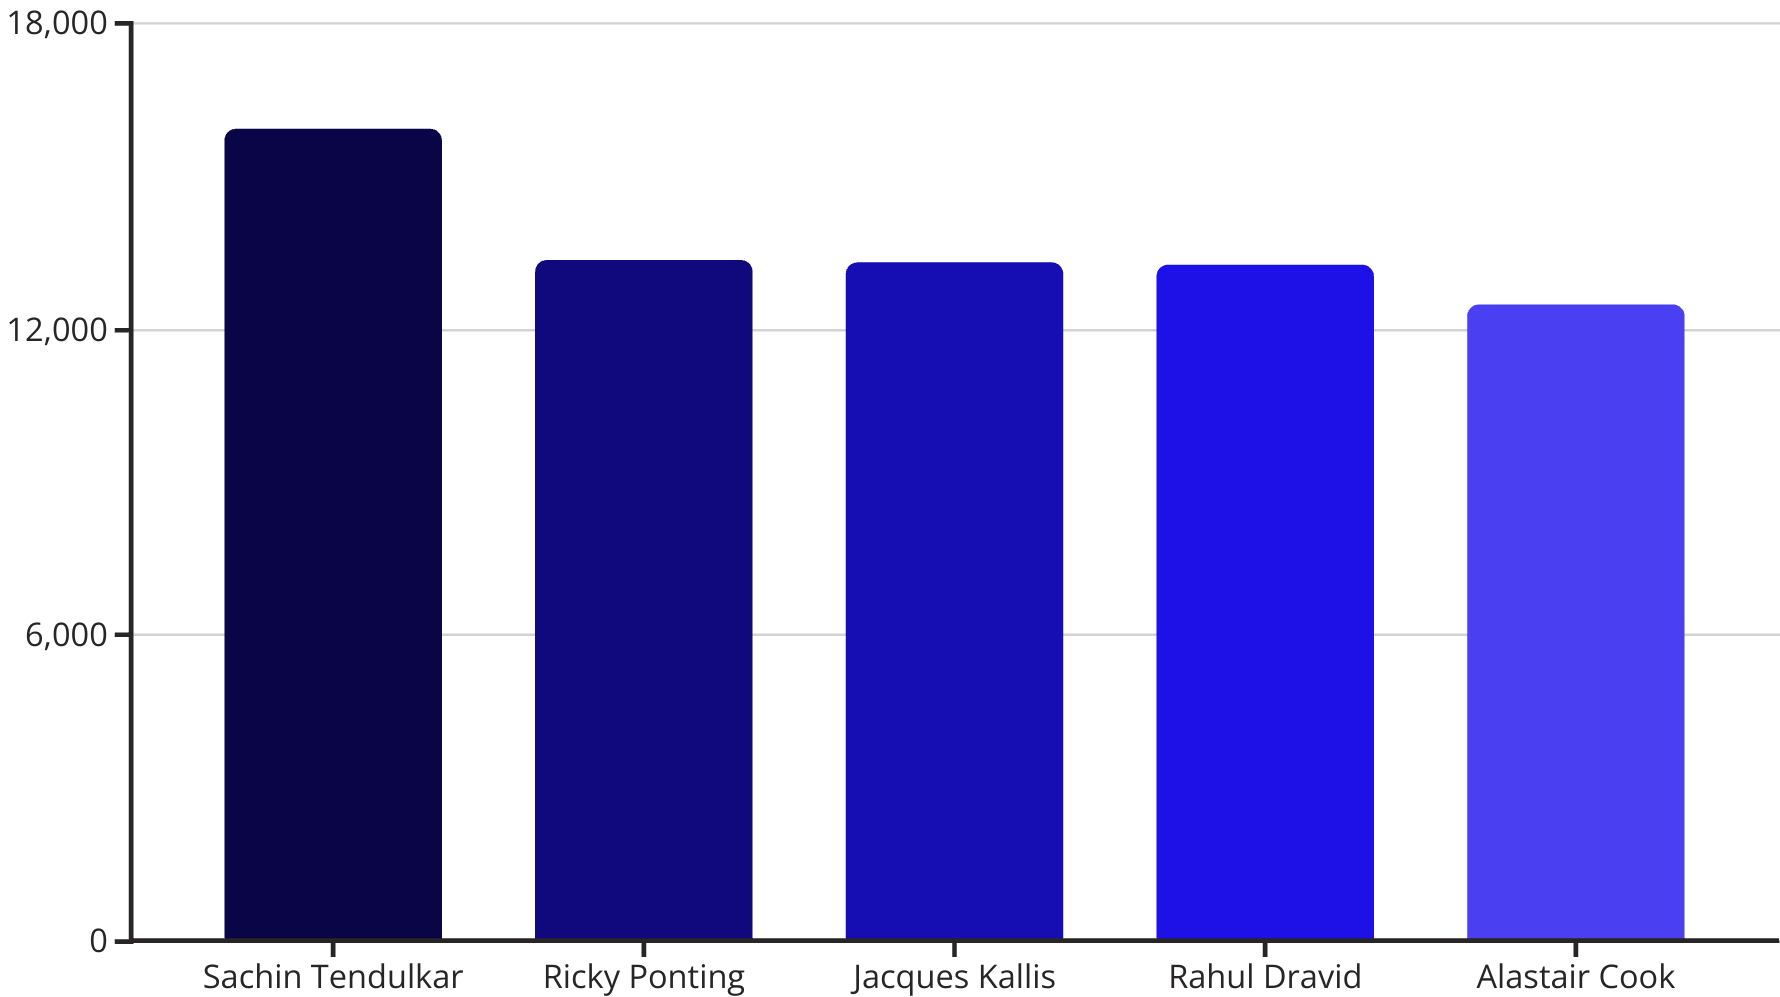 18,000
12,000
6,000
0
Sachin Tendulkar Ricky Ponting Jacques Kallis Rahul Dravid Alastair Cook